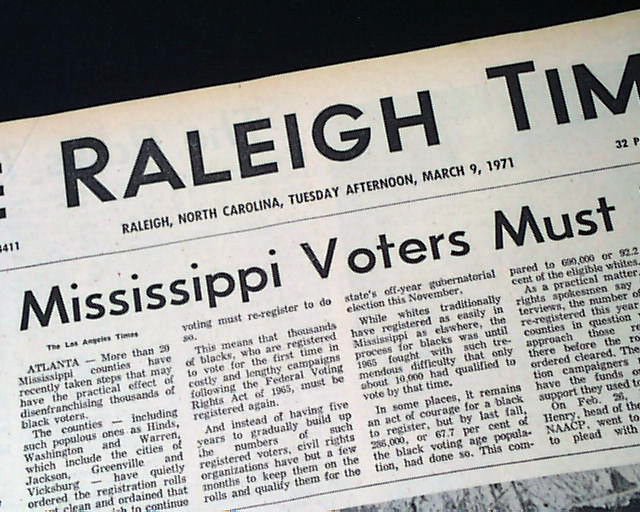 RALEIGH TIM
32 P
3411
RALEIGH, NORTH CAROLINA, TUESDAY AFTERNOON, MARCH 9, 1971
Mississippi Voters Must
The Los Angeles Times
ATLANTA — More than 20
Mississippi counties have
recently taken steps that may
have the practical effect of
disenfranchising thousands of
black voters.
The counties — including
such populous ones as Hinds,
Washington and Warren,
which include the cities of
Jackson, Greenville and
Vicksburg — have quietly
ordered the registration rolls
clean and ordained that
to continue
voting must re-register to do
so.
This means that thousands
of blacks, who are registered
to vote for the first time in
costly and lengthy campaigns
following the Federal Voting
Rights Act of 1965, must be
registered again.
And instead of having five
years to gradually build up
the numbers of such
registered voters, civil rights
organizations have but a few
months to keep them on the
rolls and qualify them for the
state's off-year gubernatorial
election this November.
While whites traditionally
have registered as easily in
Mississippi as elsewhere, the
process for blacks was until
1965 fought with such tre-
mendous difficulty that only
about 10,000 had qualified to
vote by that time.
In some places, it remains
an act of courage for a black
to register, but by last fall,
286,000, or 67.7 per cent of
the black voting age popula-
tion, had done so. This com-
pared to 690,000 or 92.2
cent of the eligible whites.
As a practical matter,
rights spokesmen say
terviews, the number
re-registered this year
counties in question
approach those
there before the
ordered cleared. The
tion campaigners
have the funds
support they used to
On Feb. 26,
Henry, head of the
NAACP, went to
to plead with